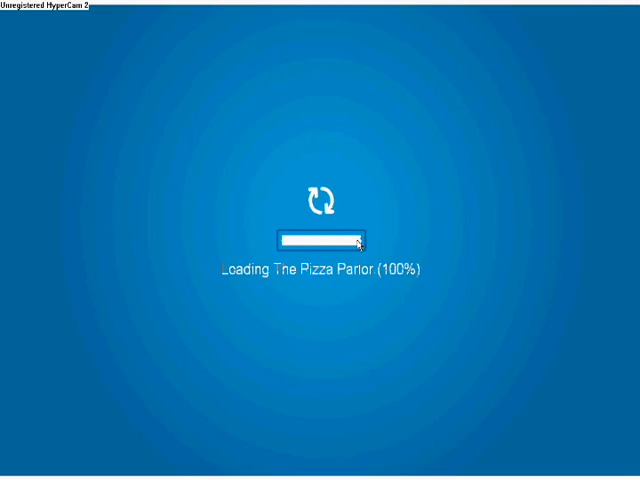 Unregistered HyperCam 2
Loading The Pizza Parlor (100%)